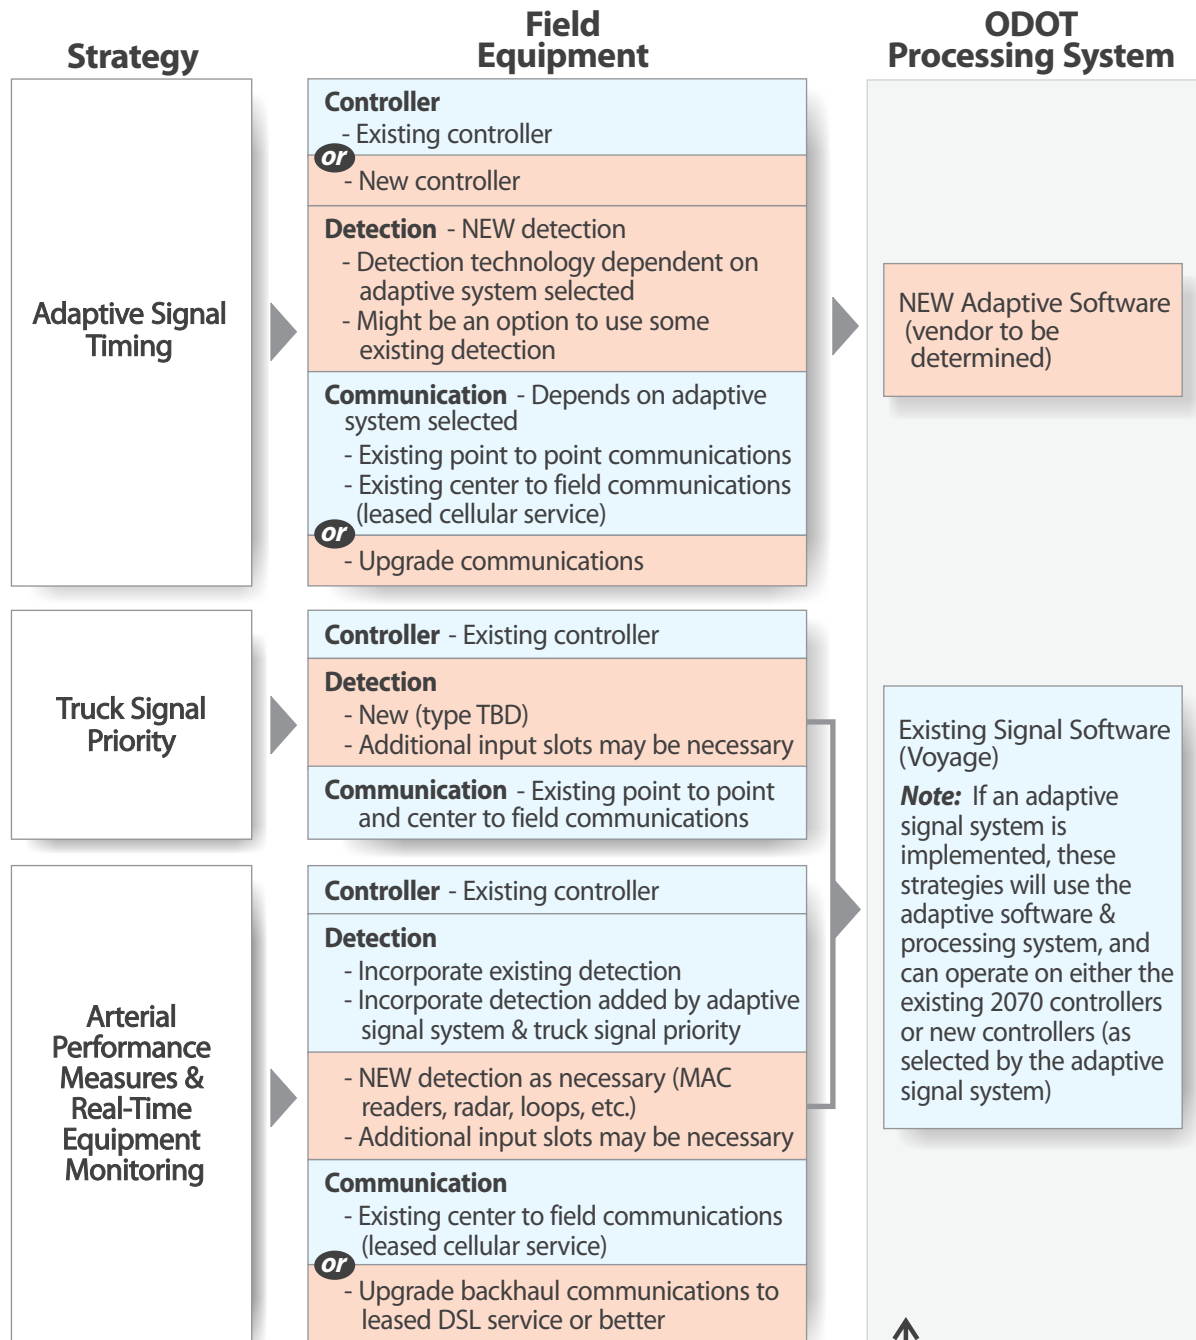 Strategy
Field
Equipment
ODOT
Processing System
Adaptive Signal
Timing
Controller
- Existing controller
or
- New controller
Detection - NEW detection
- Detection technology dependent on
adaptive system selected
- Might be an option to use some
existing detection
Communication - Depends on adaptive
system selected
- Existing point to point communications
- Existing center to field communications
(leased cellular service)
or
- Upgrade communications
NEW Adaptive Software
(vendor to be
determined)
Truck Signal
Priority
Controller - Existing controller
Detection
- New (type TBD)
- Additional input slots may be necessary
Communication - Existing point to point
and center to field communications
Arterial
Performance
Measures &
Real-Time
Equipment
Monitoring
Controller - Existing controller
Detection
- Incorporate existing detection
- Incorporate detection added by adaptive
signal system & truck signal priority
- NEW detection as necessary (MAC
readers, radar, loops, etc.)
- Additional input slots may be necessary
Communication
- Existing center to field communications
(leased cellular service)
or
- Upgrade backhaul communications to
leased DSL service or better
Existing Signal Software
(Voyage)
Note: If an adaptive
signal system is
implemented, these
strategies will use the
adaptive software &
processing system, and
can operate on either the
existing 2070 controllers
or new controllers (as
selected by the adaptive
signal system)